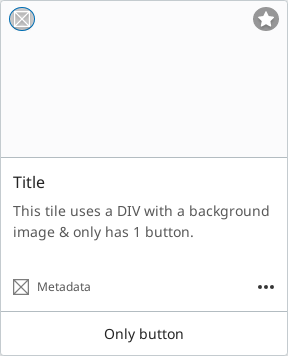 Title
This tile uses a DIV with a background
image & only has 1 button.
Metadata
Only button